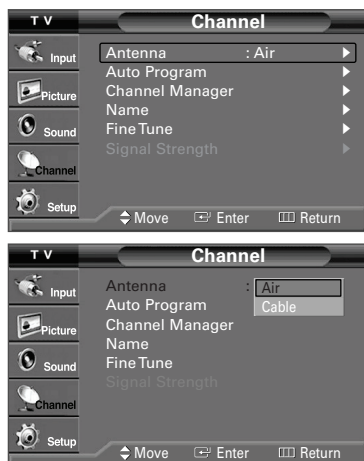 T V
Channel
Input
Picture
Sound
Channel
Setup
Antenna : Air
Auto Program
Channel Manager
Name
Fine Tune
Signal Strength
Move Enter Return
T V
Channel
Input
Picture
Sound
Channel
Setup
Antenna : Air
Cable
Auto Program
Channel Manager
Name
Fine Tune
Signal Strength
Move Enter Return